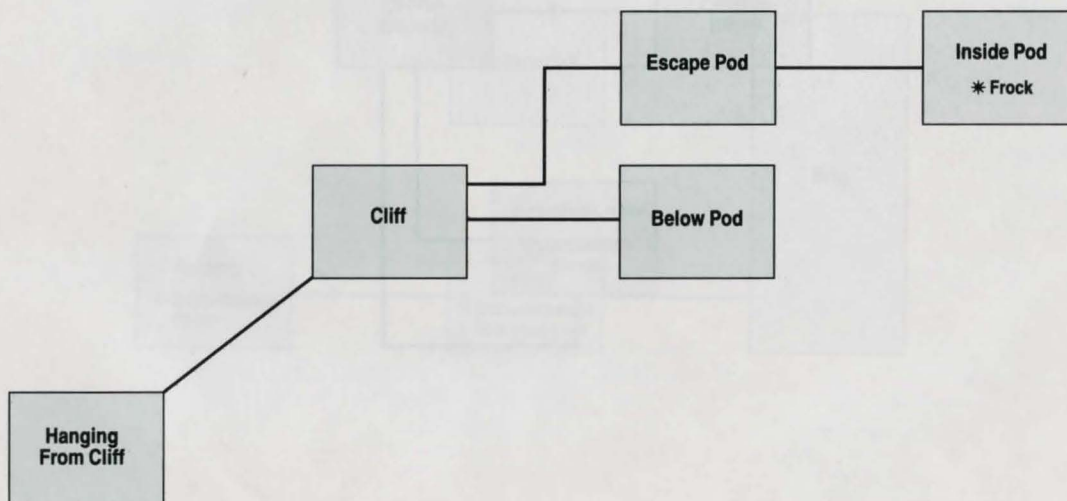 Escape Pod
Inside Pod
✳ Frock
Cliff
Below Pod
Hanging
From Cliff